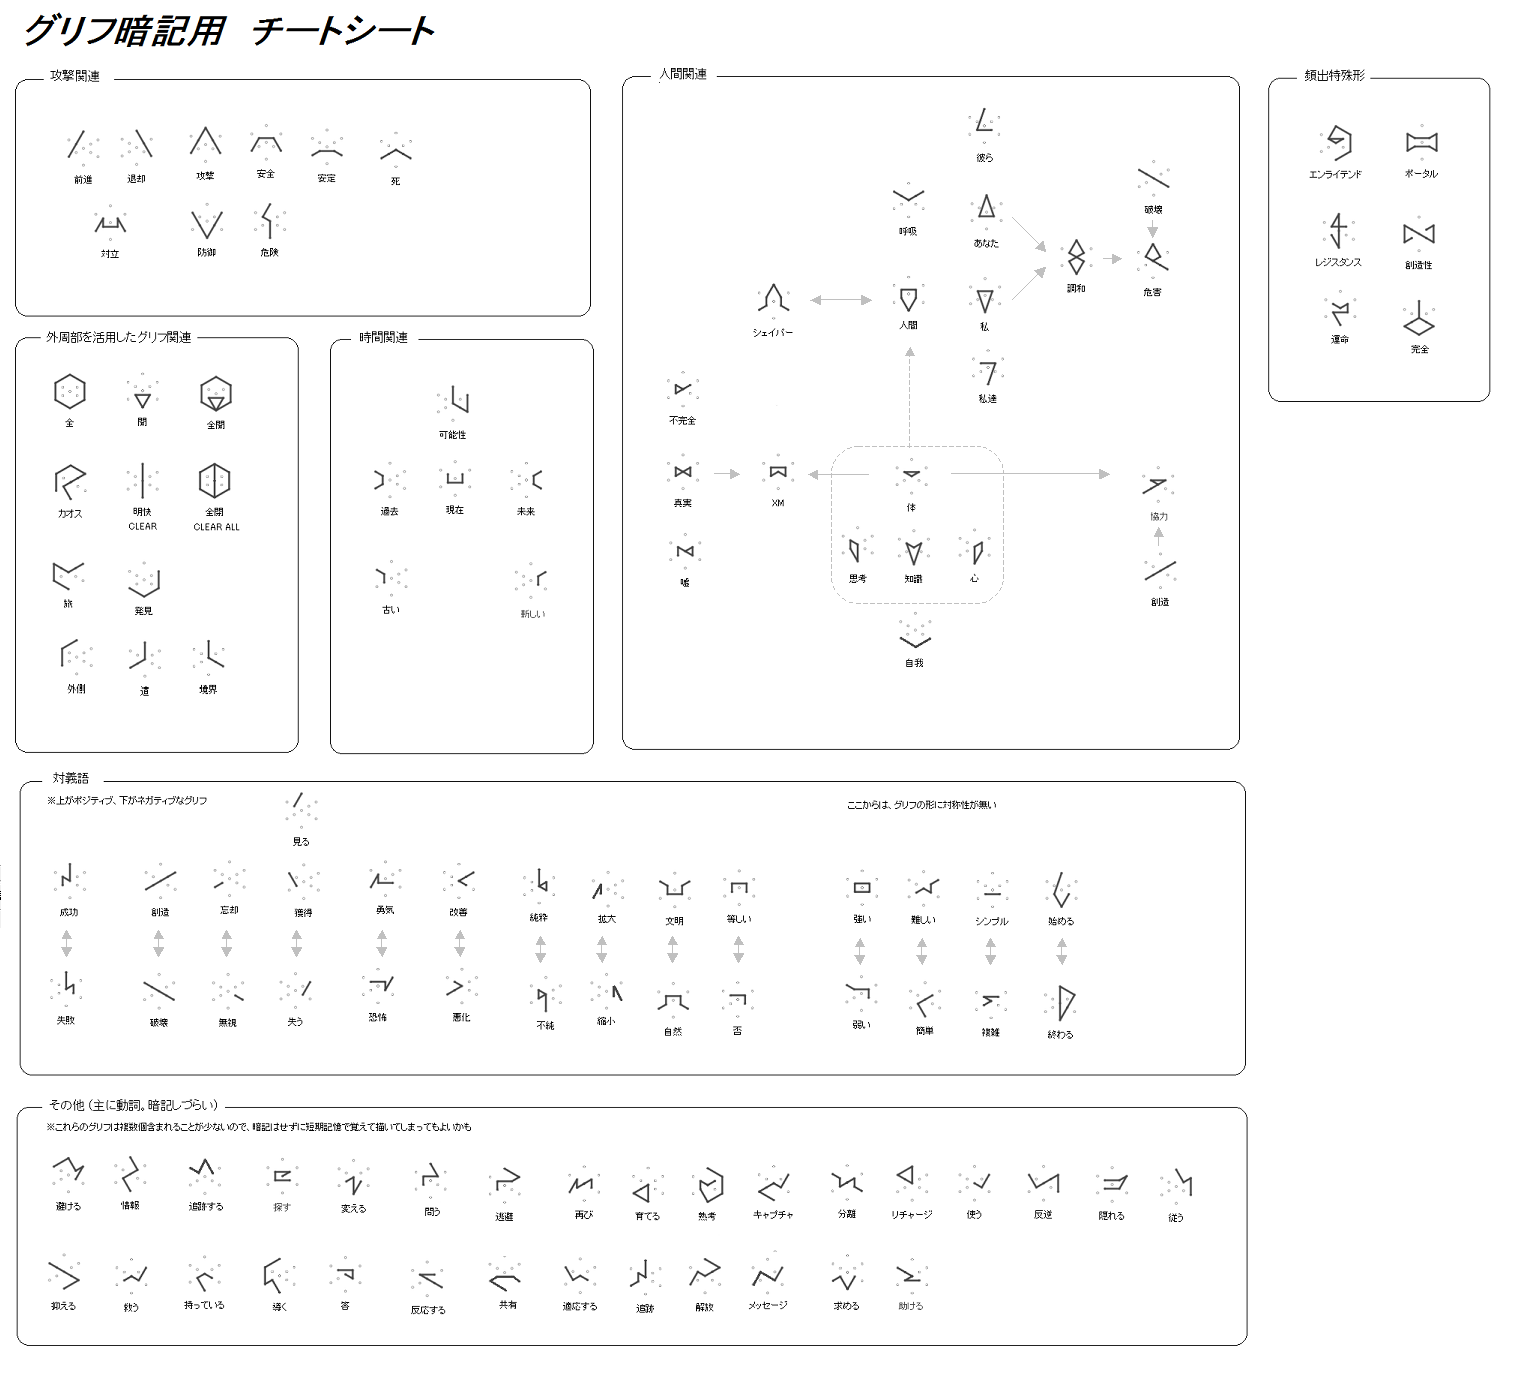 グリフ暗記用 チートシート
攻撃関連
前進
退却
攻撃
安全
安定
死
対立
防御
危険
人間関連
彼ら
破壊
呼吸
あなた
調和
危害
シェイパー
人間
私
私達
不完全
真実
XM
体
協力
嘘
思考
知識
心
創造
自我
頻出特殊形
エンライテンド
ポータル
レジスタンス
創造性
運命
完全
外周部を活用したグリフ関連
全
開
全開
カオス
明快
CLEAR
全閉
CLEAR ALL
旅
発見
外側
道
境界
時間関連
可能性
過去
現在
未来
古い
新しい
対義語
※上がポジティブ、下がネガティブなグリフ
ここからは、グリフの形に対称性が無い
見る
成功
創造
忘却
獲得
勇気
改善
純粋
拡大
文明
等しい
強い
難しい
シンプル
始める
失敗
破壊
無視
失う
恐怖
悪化
不純
縮小
自然
否
弱い
簡単
複雑
終わる
その他(主に動詞。暗記しづらい)
※これらのグリフは複数個含まれることが少ないので、暗記はせずに短期記憶で覚えて描いてしまってもよいかも
避ける
情報
追跡する
探す
変える
問う
逃避
再び
育てる
熟考
キャプチャ
分離
リチャージ
使う
反逆
隠れる
従う
抑える
救う
持っている
導く
答
反応する
共有
適応する
追跡
解放
メッセージ
求める
助ける